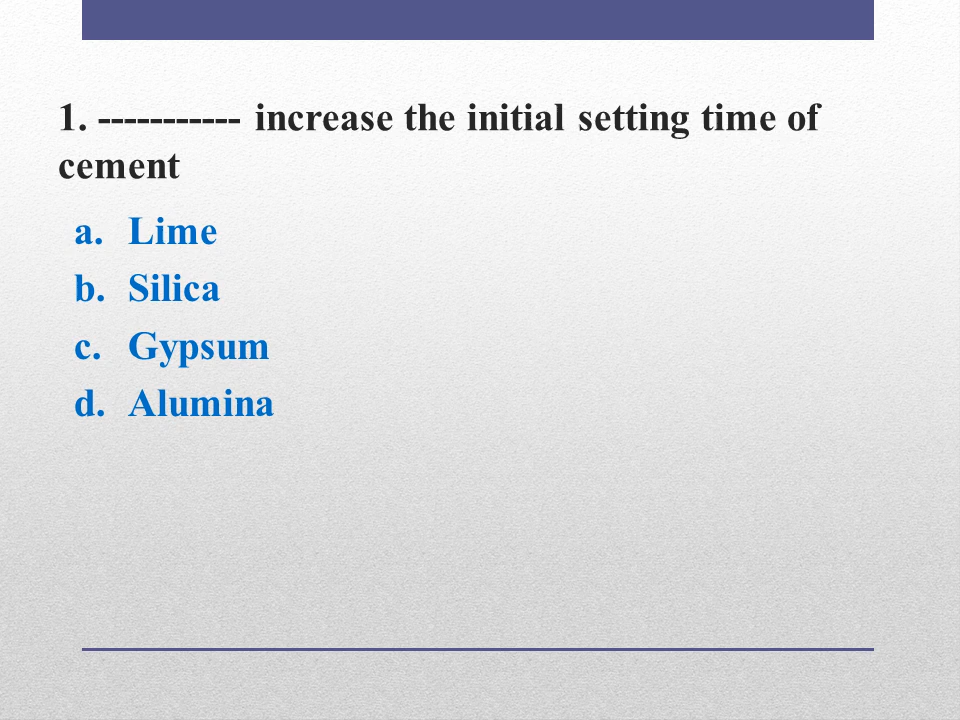 1. ----------- increase the initial setting time of
cement
a. Lime
b. Silica
c. Gypsum
d. Alumina